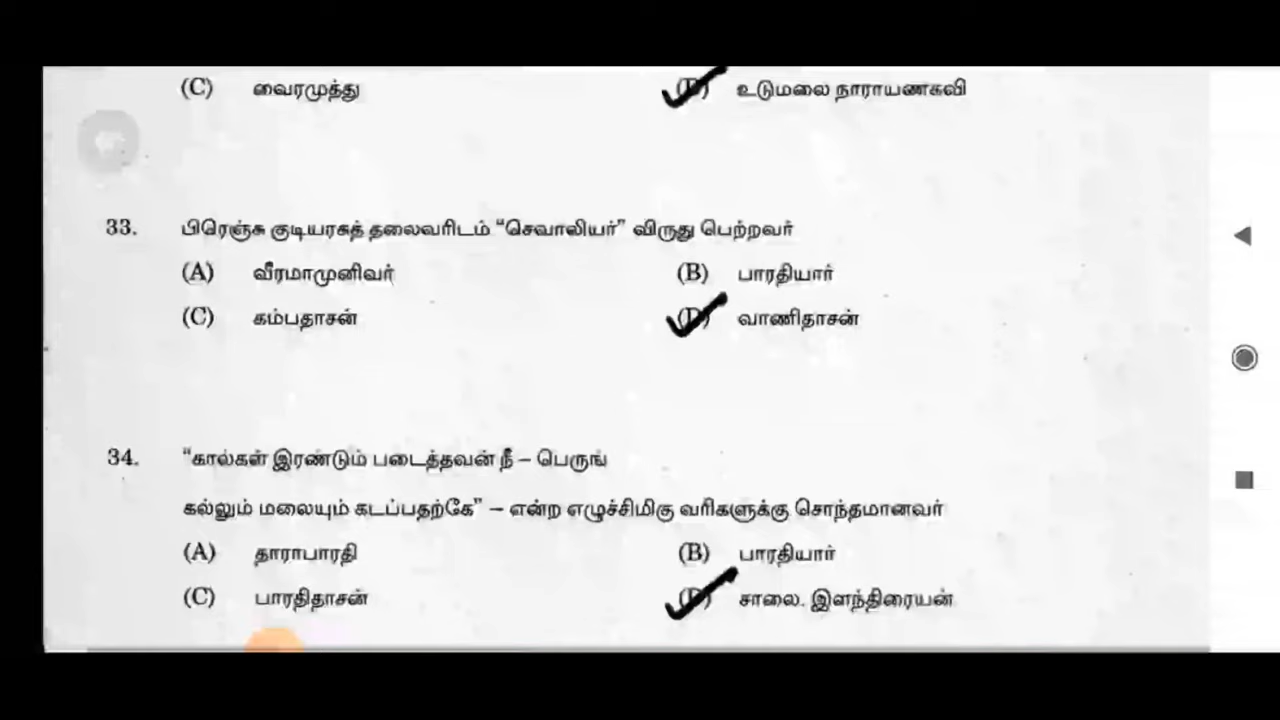 (C) வைரமுத்து (D) உடுமலை நாராயணகவி
33. பிரெஞ்சு குடியரசுத் தலைவரிடம் “செவாலியர்” விருது பெற்றவர்
(A) வீரமாமுனிவர் (B) பாரதியார்
(C) கம்பதாசன் (D) வாணிதாசன்
34. “கால்கள் இரண்டும் படைத்தவன் நீ – பெருங்
கல்லும் மலையும் கடப்பதற்கே” – என்ற எழுச்சிமிகு வரிகளுக்கு சொந்தமானவர்
(A) தாராபாரதி (B) பாரதியார்
(C) பாரதிதாசன் (D) சாலை. இளந்திரையன்